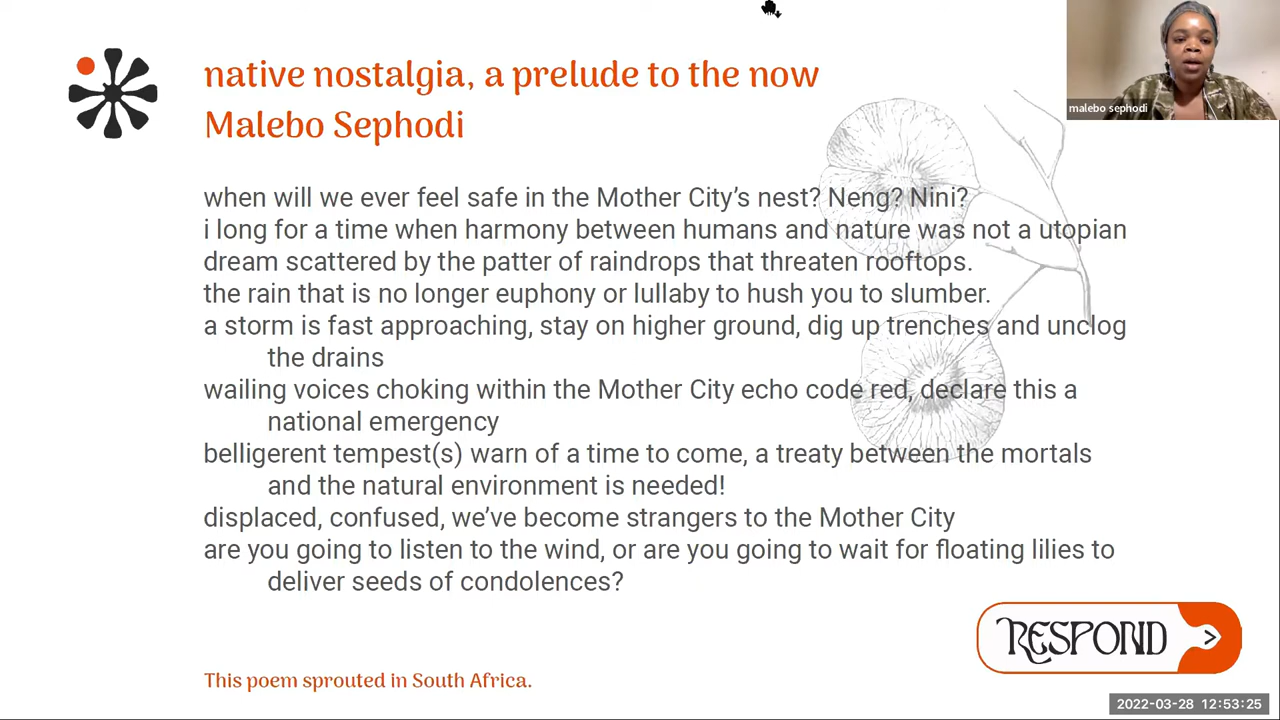 native nostalgia, a prelude to the now
Malebo Sephodi
malebo sephodi
when will we ever feel safe in the Mother City’s nest? Neng? Nini?
i long for a time when harmony between humans and nature was not a utopian
dream scattered by the patter of raindrops that threaten rooftops.
the rain that is no longer euphony or lullaby to hush you to slumber.
a storm is fast approaching, stay on higher ground, dig up trenches and unclog
the drains
wailing voices choking within the Mother City echo code red, declare this a
national emergency
belligerent tempest(s) warn of a time to come, a treaty between the mortals
and the natural environment is needed!
displaced, confused, we’ve become strangers to the Mother City
are you going to listen to the wind, or are you going to wait for floating lilies to
deliver seeds of condolences?
RESPOND >
This poem sprouted in South Africa.
2022-03-28 12:53:25